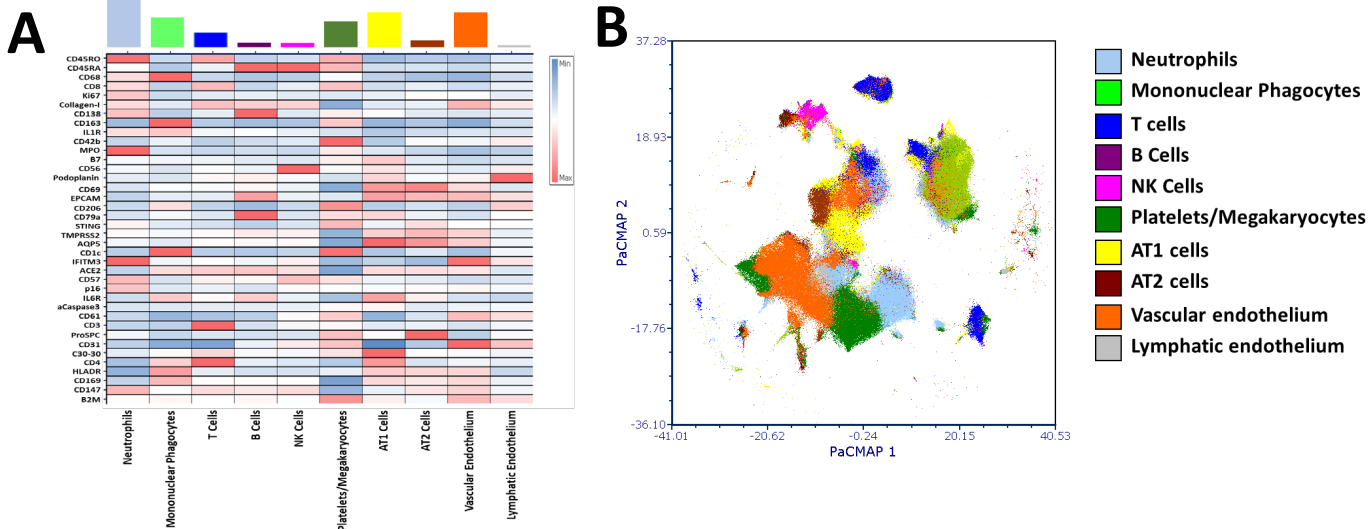 A
CD45RO
CD45RA
CD68
CD8
Ki67
Collagen-I
CD138
CD163
IL1R
CD42b
MPO
B7
CD56
Podoplanin
CD69
EPCAM
CD206
CD79a
STING
TMPRSS2
AQP5
CD1c
IFITM3
ACE2
CD57
p16
IL6R
aCaspase3
CD61
CD3
ProSPC
CD31
C30-30
CD4
HLADR
CD169
CD147
B2M
Min
Max
Neutrophils
Mononuclear Phagocytes
T Cells
B Cells
NK Cells
Platelets/Megakaryocytes
AT1 Cells
AT2 Cells
Vascular Endothelium
Lymphatic Endothelium
B
37.28
18.93
0.59
-17.76
-36.10
PaCMAP 2
-41.01
-20.62
-0.24
20.15
40.53
PaCMAP 1
Neutrophils
Mononuclear Phagocytes
T cells
B Cells
NK Cells
Platelets/Megakaryocytes
AT1 cells
AT2 cells
Vascular endothelium
Lymphatic endothelium